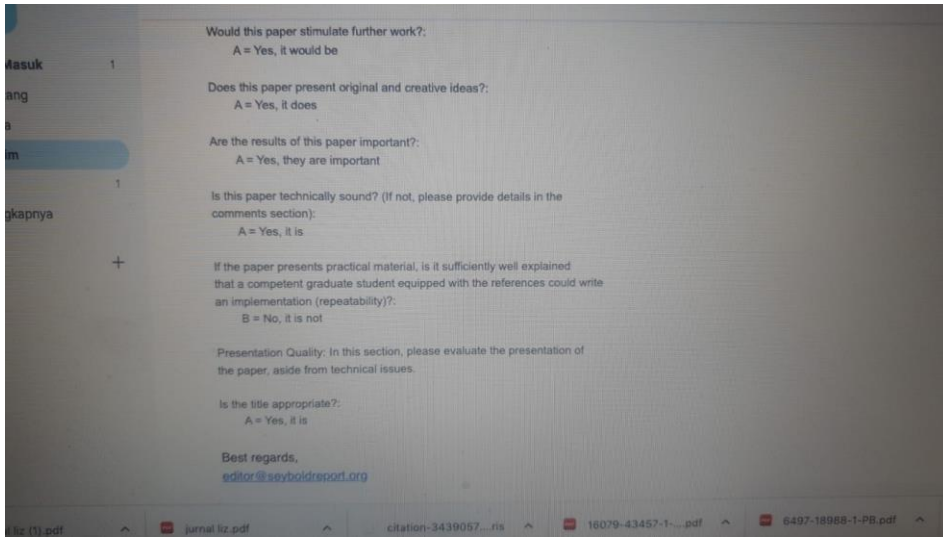 Would this paper stimulate further work?:
A = Yes, it would be
Masuk 1
Does this paper present original and creative ideas?:
ang
A = Yes, it does
a
Are the results of this paper important?:
im
A = Yes, they are important
1
Is this paper technically sound? (If not, please provide details in the
gkapnya
comments section):
A = Yes, it is
+
If the paper presents practical material, is it sufficiently well explained
that a competent graduate student equipped with the references could write
an implementation (repeatability)?:
B = No, it is not
Presentation Quality: In this section, please evaluate the presentation of
the paper, aside from technical issues.
Is the title appropriate?:
A = Yes, it is
Best regards,
editor@seyboldreport.org
liz (1).pdf
jurnal liz.pdf
citation-3439057....ris
16079-43457-1-....pdf
6497-18988-1-PB.pdf